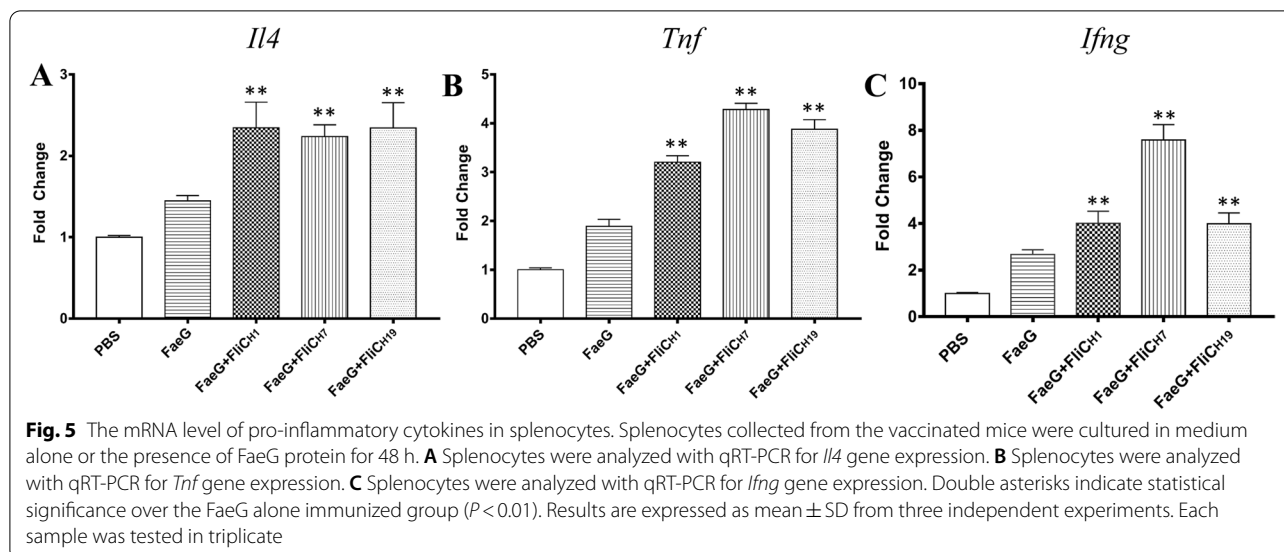 Il4
Tnf
Ifng
A
3
2
1
0
Fold Change
**
**
**
PBS
FaeG
FaeG+FliCH1
FaeG+FliCH7
FaeG+FliCH19
B
5
4
3
2
1
0
Fold Change
**
**
**
PBS
FaeG
FaeG+FliCH1
FaeG+FliCH7
FaeG+FliCH19
C
10
8
6
4
2
0
Fold Change
**
**
**
PBS
FaeG
FaeG+FliCH1
FaeG+FliCH7
FaeG+FliCH19
Fig. 5 The mRNA level of pro-inflammatory cytokines in splenocytes. Splenocytes collected from the vaccinated mice were cultured in medium
alone or the presence of FaeG protein for 48 h. A Splenocytes were analyzed with qRT-PCR for Il4 gene expression. B Splenocytes were analyzed
with qRT-PCR for Tnf gene expression. C Splenocytes were analyzed with qRT-PCR for Ifng gene expression. Double asterisks indicate statistical
significance over the FaeG alone immunized group (P < 0.01). Results are expressed as mean ± SD from three independent experiments. Each
sample was tested in triplicate